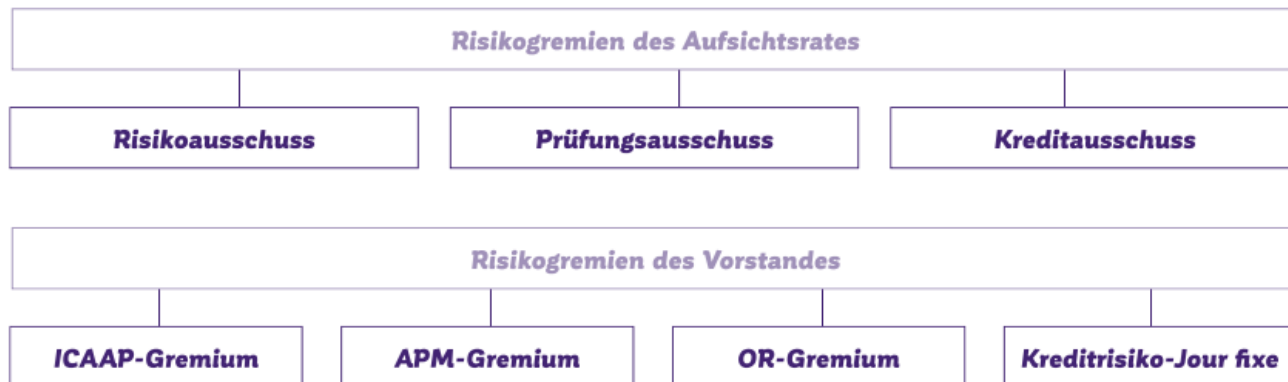 Risikogremien des Aufsichtsrates
Risikoausschuss
Prüfungsausschuss
Kreditausschuss
Risikogremien des Vorstandes
ICAAP-Gremium
APM-Gremium
OR-Gremium
Kreditrisiko-Jour fixe